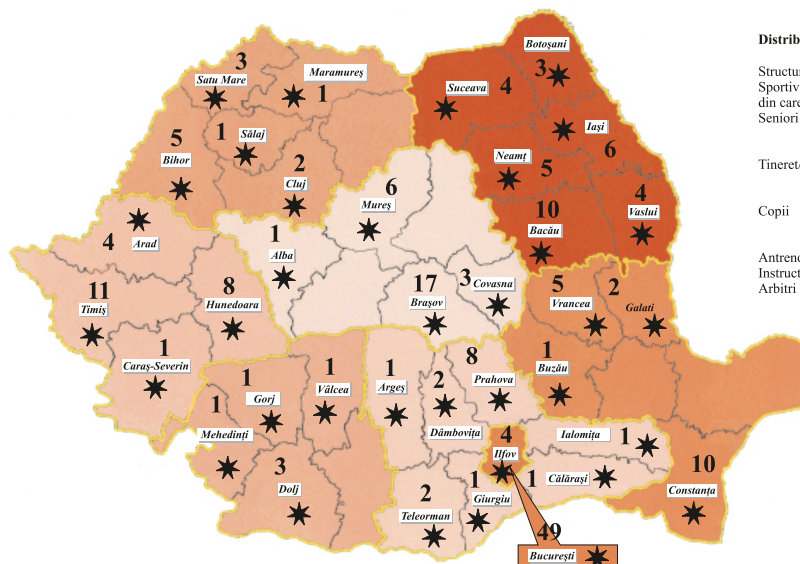 Botoşani
3
3
Satu Mare
Maramureş
1
Suceava
4
1
Sălaj
Iaşi
6
5
Bihor
2
Cluj
Neamţ
5
6
Mureş
4
Vaslui
10
Bacău
4
Arad
1
Alba
11
Timiş
8
Hunedoara
17
Braşov
3
Covasna
5
Vrancea
2
Galati
1
Caraş-Severin
1
Buzău
1
Gorj
1
Vâlcea
1
Argeş
2
Dâmboviţa
8
Prahova
1
Mehedinţi
4
Ilfov
Ialomiţa
1
3
Dolj
2
Teleorman
1
Giurgiu
1
Călăraşi
10
Constanţa
49
Bucureşti
Distrib
Structu
Sportiv
din care
Seniori
Tineret
Copii
Antreno
Instruct
Arbitri